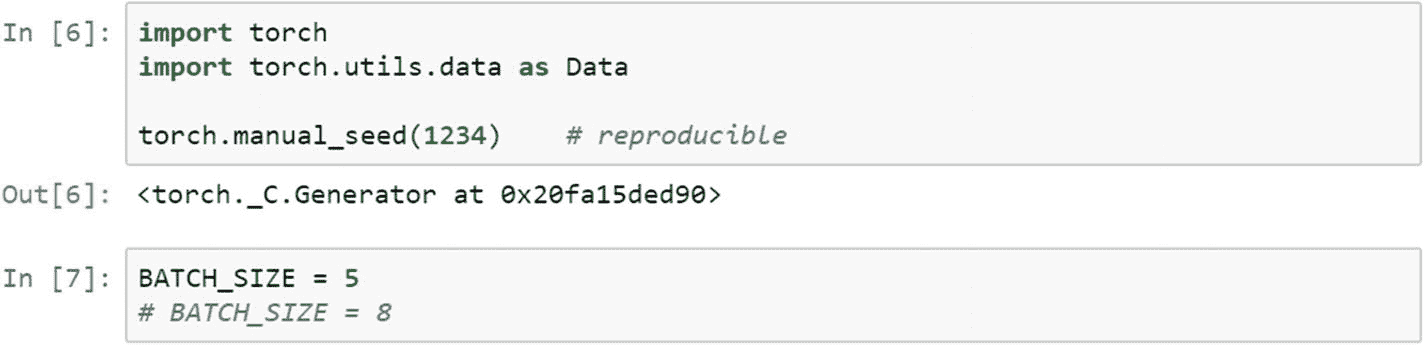 In [6]: import torch
import torch.utils.data as Data
torch.manual_seed(1234)    # reproducible
Out[6]: <torch._C.Generator at 0x20fa15ded90>
In [7]: BATCH_SIZE = 5
# BATCH_SIZE = 8